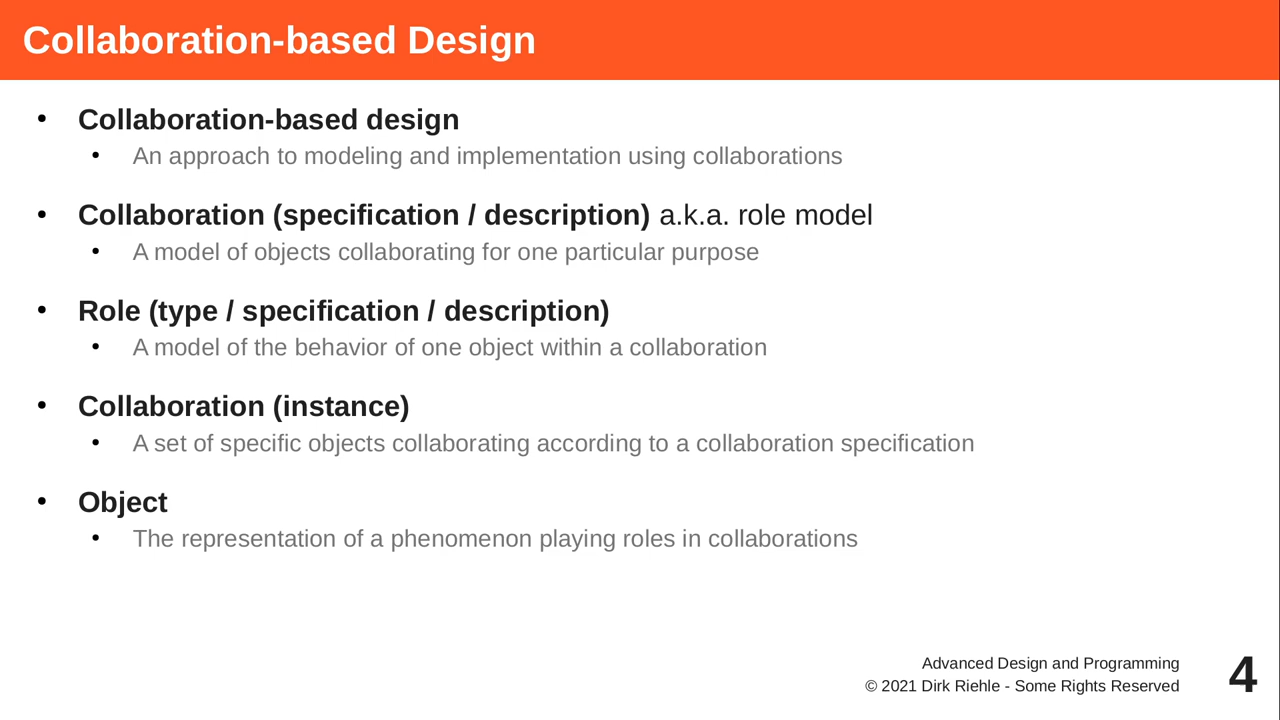 Collaboration-based Design
• Collaboration-based design
• An approach to modeling and implementation using collaborations
• Collaboration (specification / description) a.k.a. role model
• A model of objects collaborating for one particular purpose
• Role (type / specification / description)
• A model of the behavior of one object within a collaboration
• Collaboration (instance)
• A set of specific objects collaborating according to a collaboration specification
• Object
• The representation of a phenomenon playing roles in collaborations
Advanced Design and Programming
© 2021 Dirk Riehle - Some Rights Reserved
4